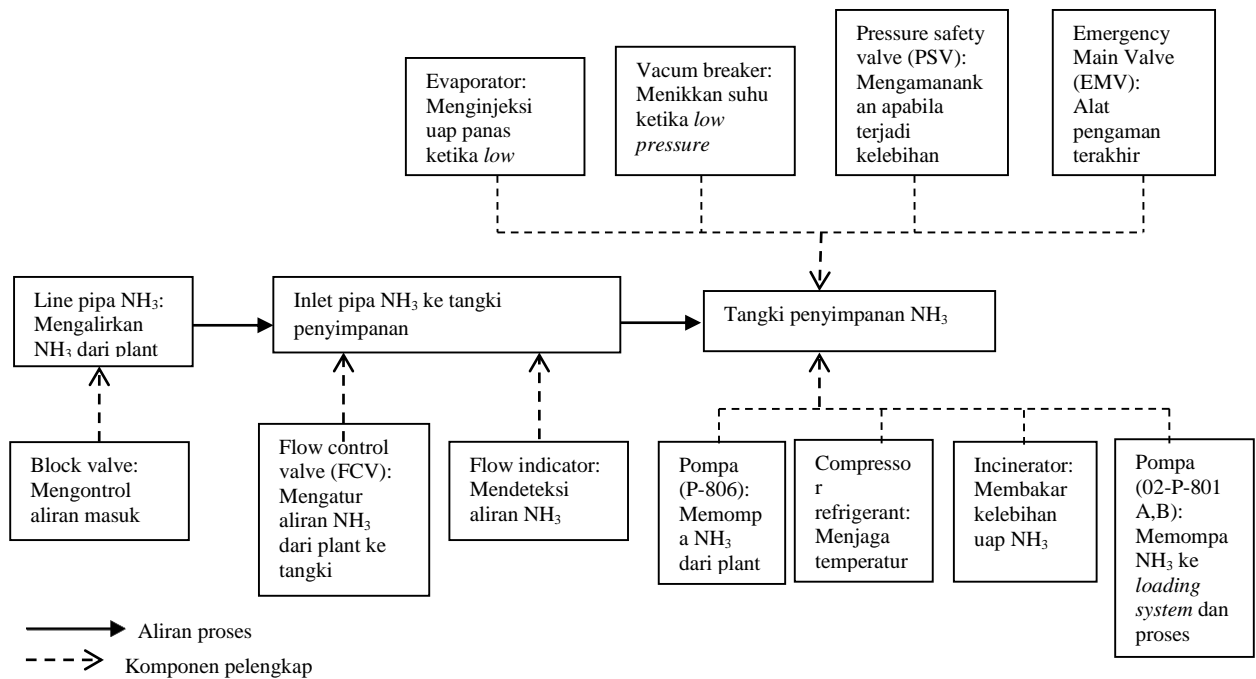 Evaporator:
Menginjeksi
uap panas
ketika low
Vacum breaker:
Menikkan suhu
ketika low
pressure
Pressure safety
valve (PSV):
Mengamanank
an apabila
terjadi
kelebihan
Emergency
Main Valve
(EMV):
Alat
pengaman
terakhir
Line pipa NH₃:
Mengalirkan
NH₃ dari plant
Inlet pipa NH₃ ke tangki
penyimpanan
Tangki penyimpanan NH₃
Block valve:
Mengontrol
aliran masuk
Flow control
valve (FCV):
Mengatur
aliran NH₃
dari plant ke
tangki
Flow indicator:
Mendeteksi
aliran NH₃
Pompa
(P-806):
Memomp
a NH₃
dari plant
Compresso
r
refrigerant:
Menjaga
temperatur
Incinerator:
Membakar
kelebihan
uap NH₃
Pompa
(02-P-801
A,B):
Memompa
NH₃ ke
loading
system dan
proses
Aliran proses
Komponen pelengkap